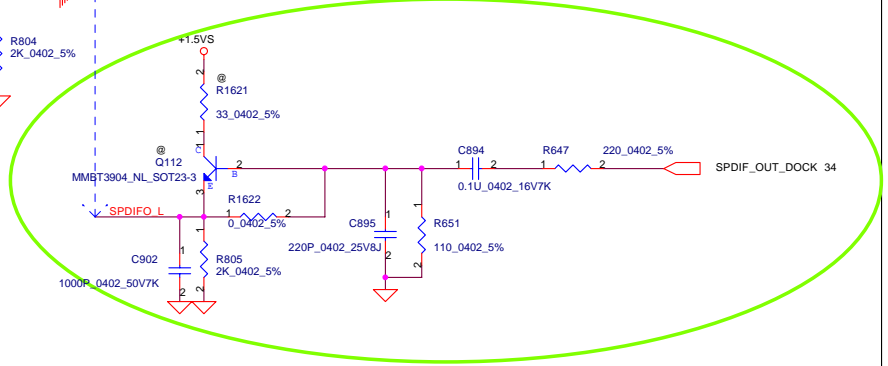 R804
2K_0402_5%
+1.5VS
2
@
R1621
33_0402_5%
1
@
C
Q112
2
B
MMBT3904_NL_SOT23-3
E
3
C894
1
2
0.1U_0402_16V7K
R647
1
2
220_0402_5%
SPDIF_OUT_DOCK 34
SPDIFO_L
R1622
1
2
0_0402_5%
C895
1
220P_0402_25V8J
2
1
R651
110_0402_5%
2
C902
1
1000P_0402_50V7K
2
1
R805
2K_0402_5%
2